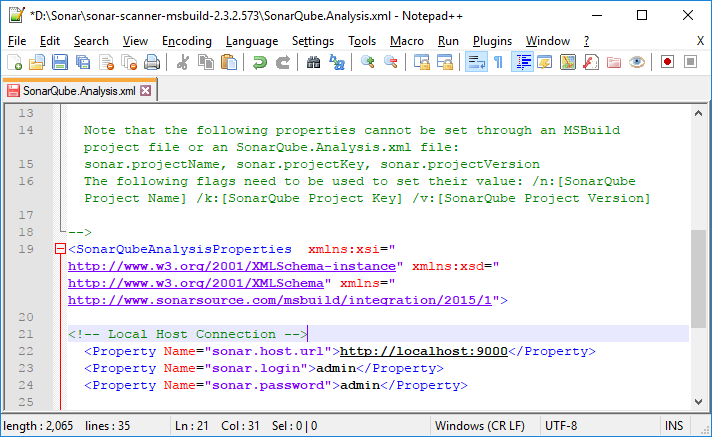 *D:\Sonar\sonar-scanner-msbuild-2.3.2.573\SonarQube.Analysis.xml - Notepad++
File Edit Search View Encoding Language Settings Tools Macro Run Plugins Window ? X
SonarQube.Analysis.xml
13
14 Note that the following properties cannot be set through an MSBuild
project file or an SonarQube.Analysis.xml file:
15 sonar.projectName, sonar.projectKey, sonar.projectVersion
16 The following flags need to be used to set their value: /n:[SonarQube
Project Name] /k:[SonarQube Project Key] /v:[SonarQube Project Version]
17
18 -->
19 <SonarQubeAnalysisProperties  xmlns:xsi="
http://www.w3.org/2001/XMLSchema-instance" xmlns:xsd="
http://www.w3.org/2001/XMLSchema" xmlns="
http://www.sonarsource.com/msbuild/integration/2015/1">
20
21 <!-- Local Host Connection -->
22 <Property Name="sonar.host.url">http://localhost:9000</Property>
23 <Property Name="sonar.login">admin</Property>
24 <Property Name="sonar.password">admin</Property>
25
length : 2,065 lines : 35 Ln : 21 Col : 31 Sel : 0 | 0 Windows (CR LF) UTF-8 INS